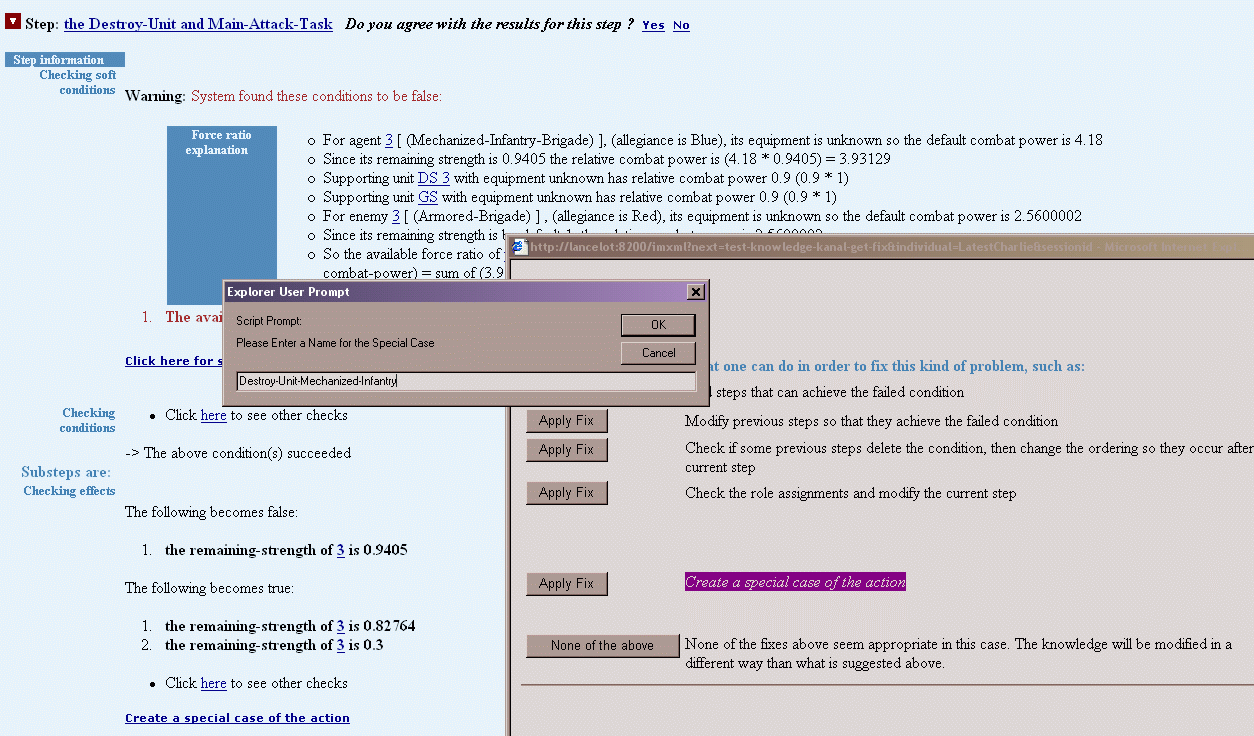 Step: the Destroy-Unit and Main-Attack-Task Do you agree with the results for this step ? Yes No
Step information
Checking soft
conditions
Warning: System found these conditions to be false:
Force ratio
explanation
o For agent 3 [ (Mechanized-Infantry-Brigade) ], (allegiance is Blue), its equipment is unknown so the default combat power is 4.18
o Since its remaining strength is 0.9405 the relative combat power is (4.18 * 0.9405) = 3.93129
o Supporting unit DS 3 with equipment unknown has relative combat power 0.9 (0.9 * 1)
o Supporting unit GS with equipment unknown has relative combat power 0.9 (0.9 * 1)
o For enemy 3 [ (Armored-Brigade) ] , (allegiance is Red), its equipment is unknown so the default combat power is 2.5600002
o Since its remaining strength is
o So the available force ratio of
combat-power) = sum of (3.9
1. The avai
Click here for s
Checking
conditions
• Click here to see other checks
-> The above condition(s) succeeded
Substeps are:
Checking effects
The following becomes false:
1. the remaining-strength of 3 is 0.9405
The following becomes true:
1. the remaining-strength of 3 is 0.82764
2. the remaining-strength of 3 is 0.3
• Click here to see other checks
Create a special case of the action
http://lancelot:8200/imxml?next=test-knowledge-kanal-get-fix&individual=LatestCharlie&sessionid - Microsoft Internet
Explorer User Prompt
Script Prompt:
Please Enter a Name for the Special Case
Destroy-Unit-Mechanized-Infantry
OK
Cancel
at one can do in order to fix this kind of problem, such as:
steps that can achieve the failed condition
Apply Fix Modify previous steps so that they achieve the failed condition
Apply Fix Check if some previous steps delete the condition, then change the ordering so they occur after
current step
Apply Fix Check the role assignments and modify the current step
Apply Fix Create a special case of the action
None of the above None of the fixes above seem appropriate in this case. The knowledge will be modified in a
different way than what is suggested above.